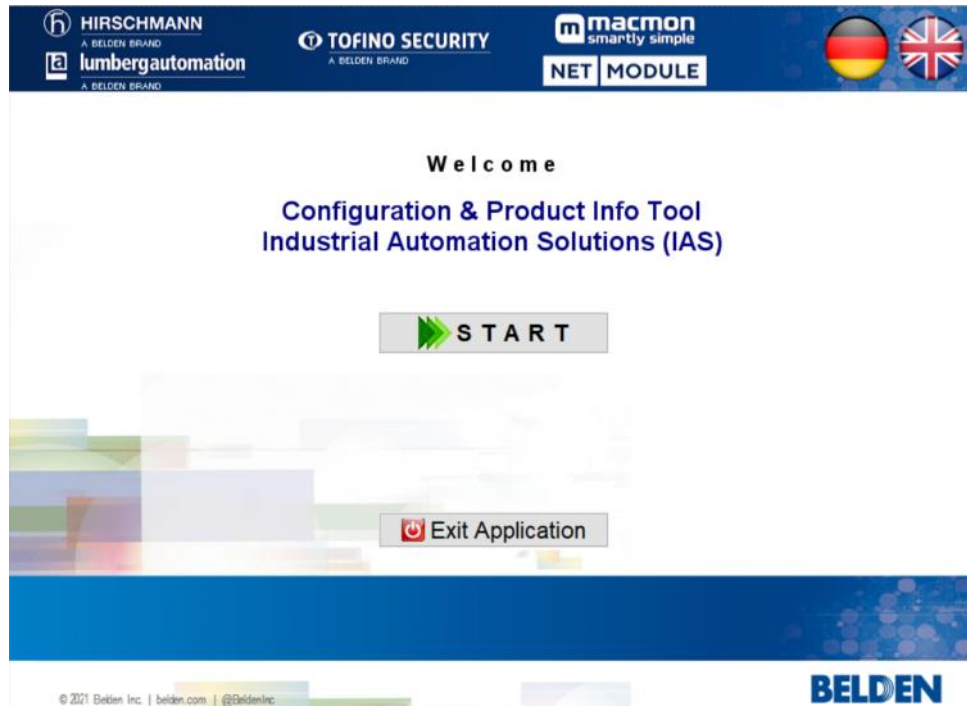 HIRSCHMANN
A BELDEN BRAND
lumbergautomation
A BELDEN BRAND
TOFINO SECURITY
A BELDEN BRAND
macmon
smartly simple
NET MODULE
Welcome
Configuration & Product Info Tool
Industrial Automation Solutions (IAS)
START
Exit Application
© 2021 Belden Inc. | belden.com | @BeldenInc
BELDEN